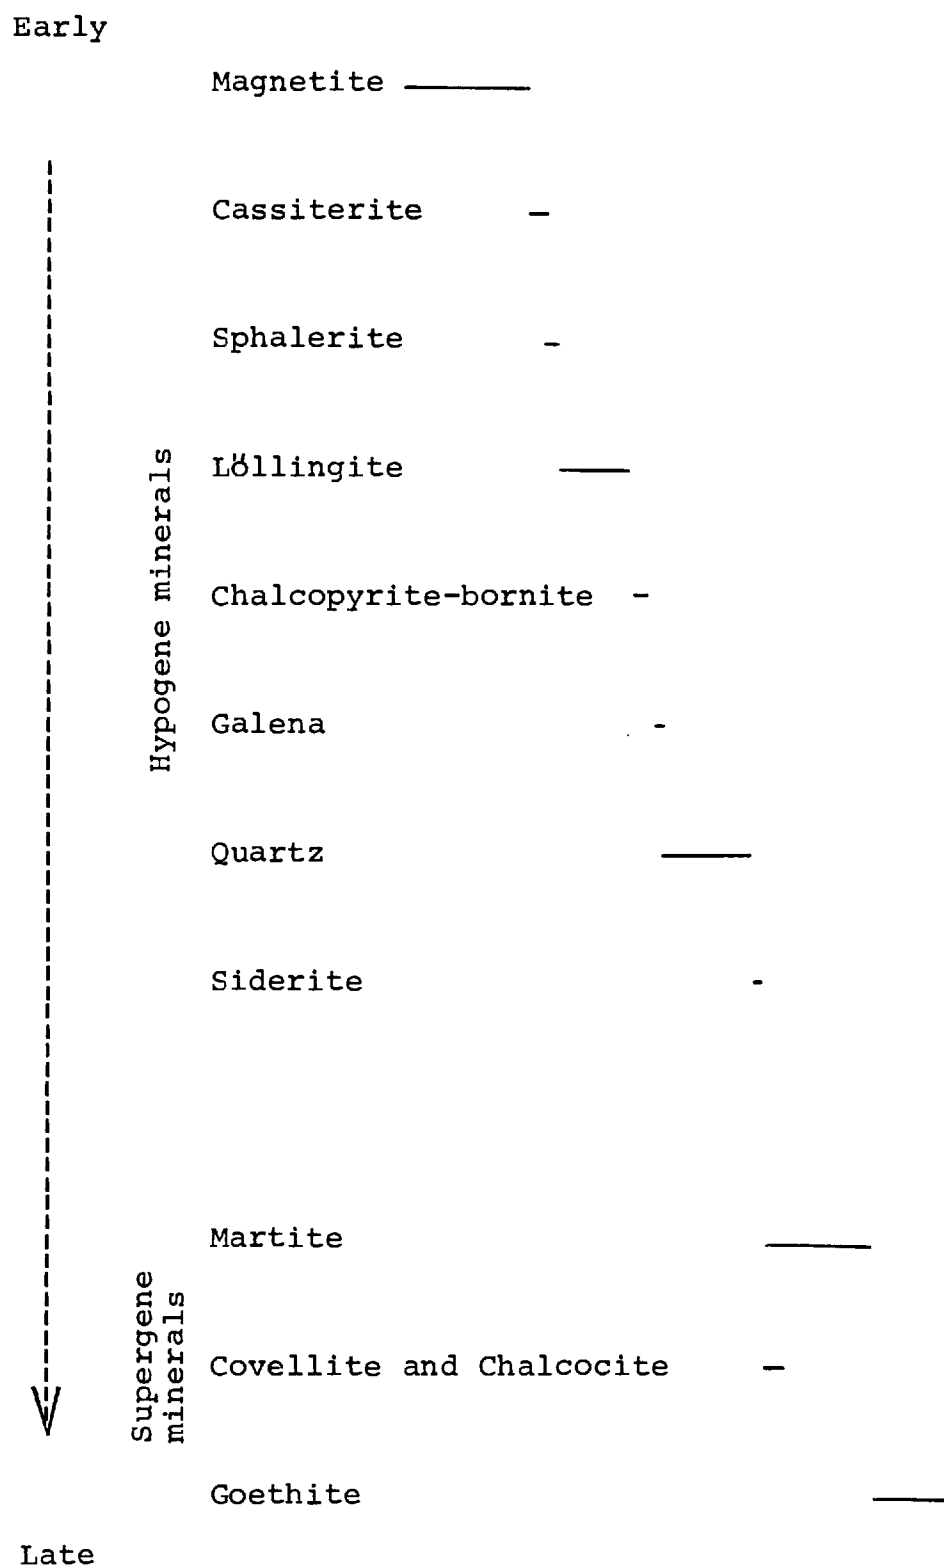 Early
Magnetite
Cassiterite
Sphalerite
Hypogene minerals
Löllingite
Chalcopyrite-bornite
Galena
Quartz
Siderite
Martite
Supergene
minerals
Covellite and Chalcocite
Goethite
Late